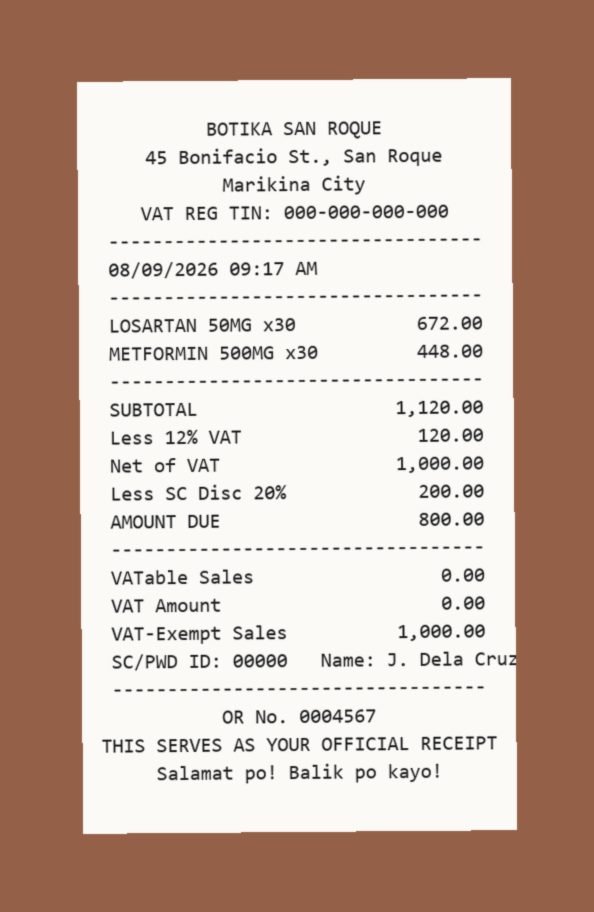 BOTIKA SAN ROQUE
45 Bonifacio St., San Roque
Marikina City
VAT REG TIN: 000-000-000-000
----------------------------------
08/09/2026 09:17 AM
----------------------------------
LOSARTAN 50MG x30 672.00
METFORMIN 500MG x30 448.00
----------------------------------
SUBTOTAL 1,120.00
Less 12% VAT 120.00
Net of VAT 1,000.00
Less SC Disc 20% 200.00
AMOUNT DUE 800.00
----------------------------------
VATable Sales 0.00
VAT Amount 0.00
VAT-Exempt Sales 1,000.00
SC/PWD ID: 00000 Name: J. Dela Cruz
----------------------------------
OR No. 0004567
THIS SERVES AS YOUR OFFICIAL RECEIPT
Salamat po! Balik po kayo!